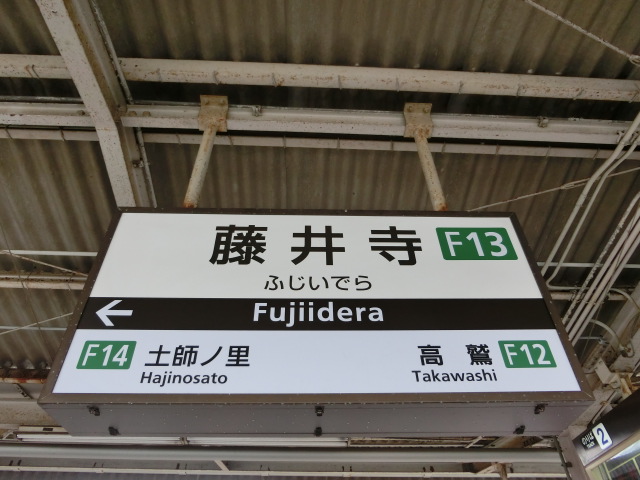 藤井寺 F13
ふじいでら
Fujiidera
F14 土師ノ里 高鷲 F12
Hajinosato Takawashi
2